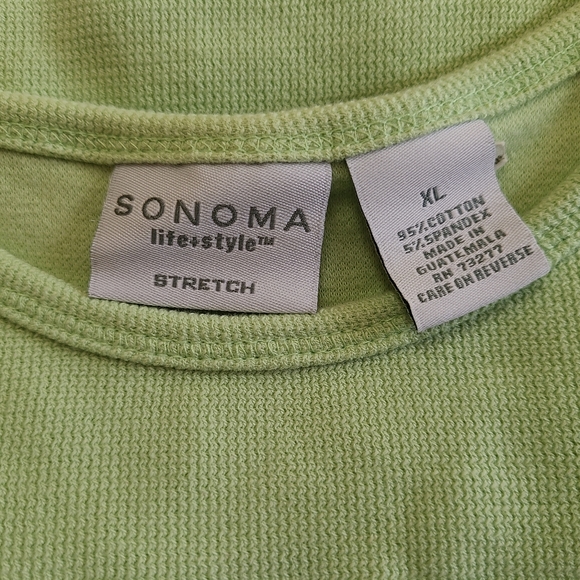 SONOMA
life+style™
STRETCH
XL
95% COTTON
5% SPANDEX
MADE IN
GUATEMALA
RN 73277
CARE ON REVERSE